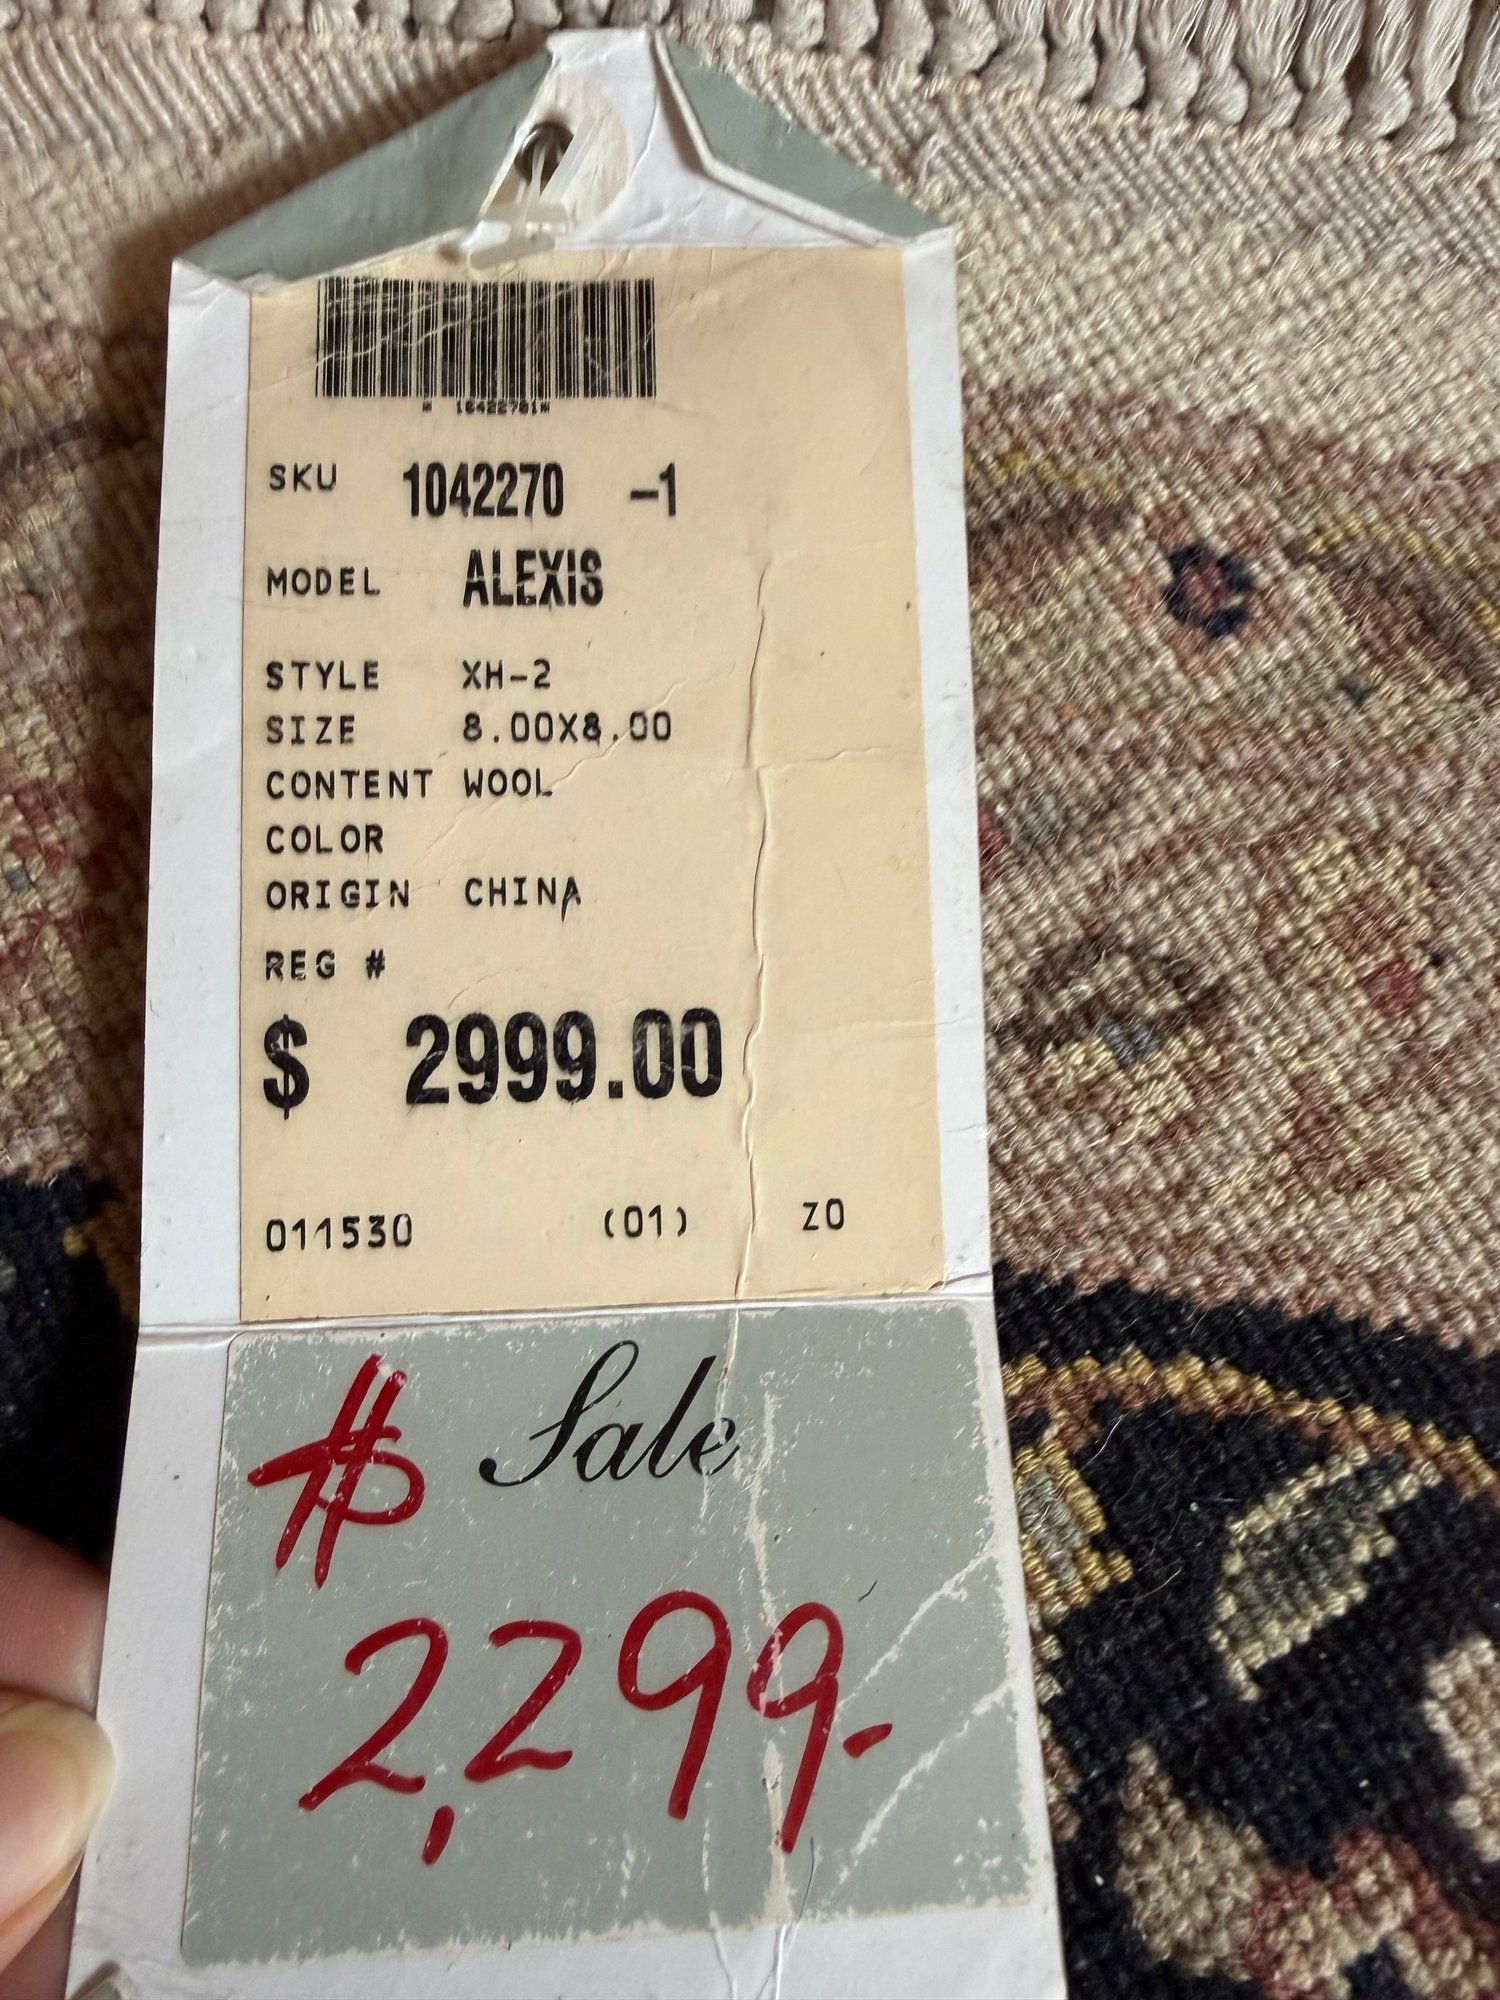 * 10422701*
SKU 1042270 -1
MODEL ALEXIS
STYLE XH-2
SIZE 8.00X8.00
CONTENT WOOL
COLOR
ORIGIN CHINA
REG #
$ 2999.00
011530 (01) Z0
$ Sale
2,299.-